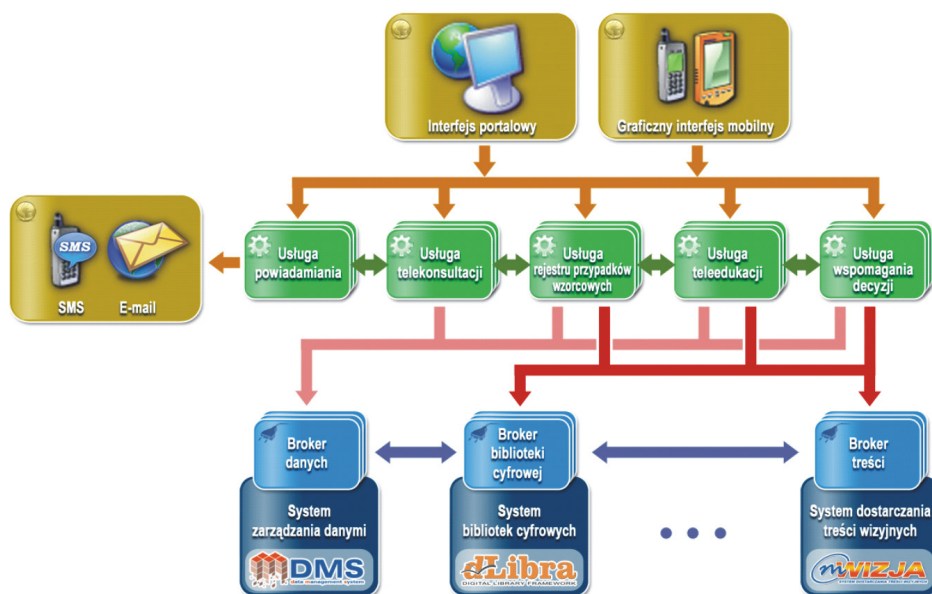 Interfejs portalowy
Graficzny interfejs mobilny
SMS
SMS
E-mail
Usługa
powiadamiania
Usługa
telekonsultacji
Usługa
rejestru przypadków
wzorcowych
Usługa
teleedukacji
Usługa
wspomagania
decyzji
Broker
danych
Broker
biblioteki
cyfrowej
Broker
treści
System
zarządzania danymi
DMS
data management system
System
bibliotek cyfrowych
dLibra
DIGITAL LIBRARY FRAMEWORK
System dostarczania
treści wizyjnych
mWIZJA